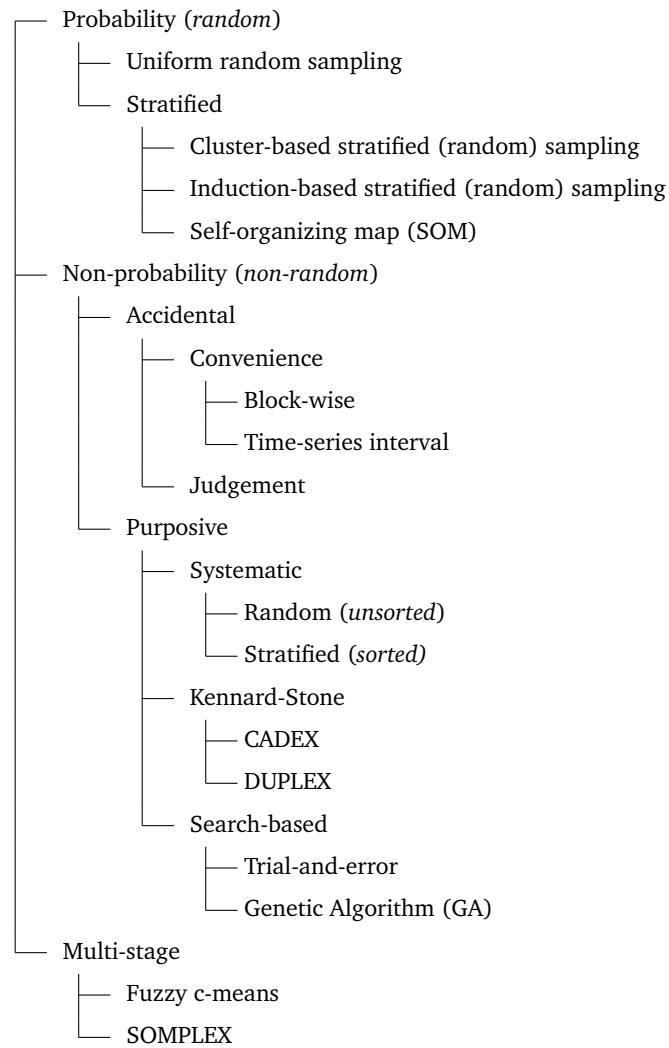 Probability (random)
Uniform random sampling
Stratified
Cluster-based stratified (random) sampling
Induction-based stratified (random) sampling
Self-organizing map (SOM)
Non-probability (non-random)
Accidental
Convenience
Block-wise
Time-series interval
Judgement
Purposive
Systematic
Random (unsorted)
Stratified (sorted)
Kennard-Stone
CADEX
DUPLEX
Search-based
Trial-and-error
Genetic Algorithm (GA)
Multi-stage
Fuzzy c-means
SOMPLEX